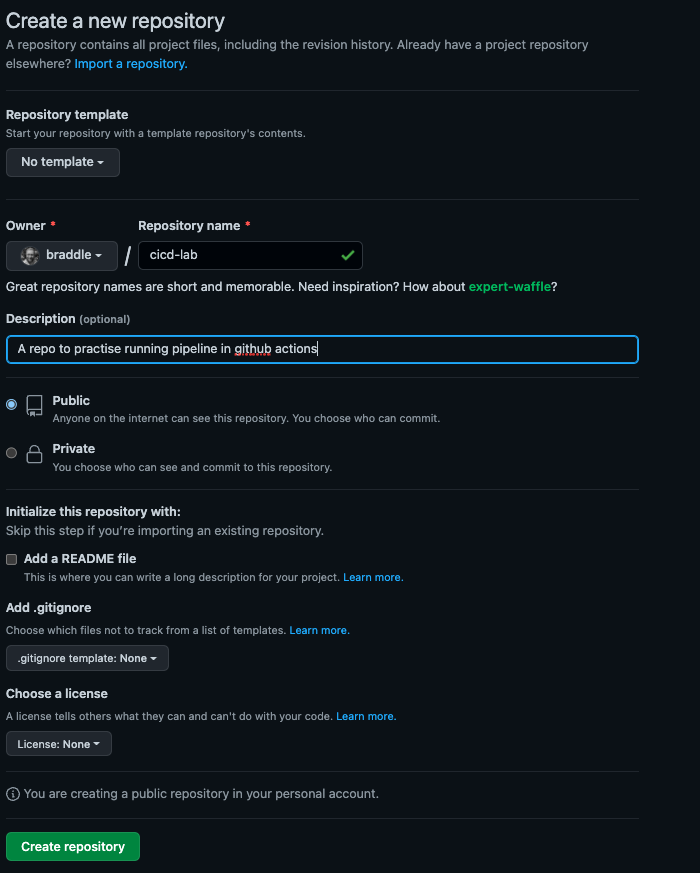 Create a new repository
A repository contains all project files, including the revision history. Already have a project repository
elsewhere? Import a repository.
Repository template
Start your repository with a template repository's contents.
No template
Owner * Repository name *
braddle / cicd-lab
Great repository names are short and memorable. Need inspiration? How about expert-waffle?
Description (optional)
A repo to practise running pipeline in github actions
Public
Anyone on the internet can see this repository. You choose who can commit.
Private
You choose who can see and commit to this repository.
Initialize this repository with:
Skip this step if you're importing an existing repository.
Add a README file
This is where you can write a long description for your project. Learn more.
Add .gitignore
Choose which files not to track from a list of templates. Learn more.
.gitignore template: None
Choose a license
A license tells others what they can and can't do with your code. Learn more.
License: None
You are creating a public repository in your personal account.
Create repository